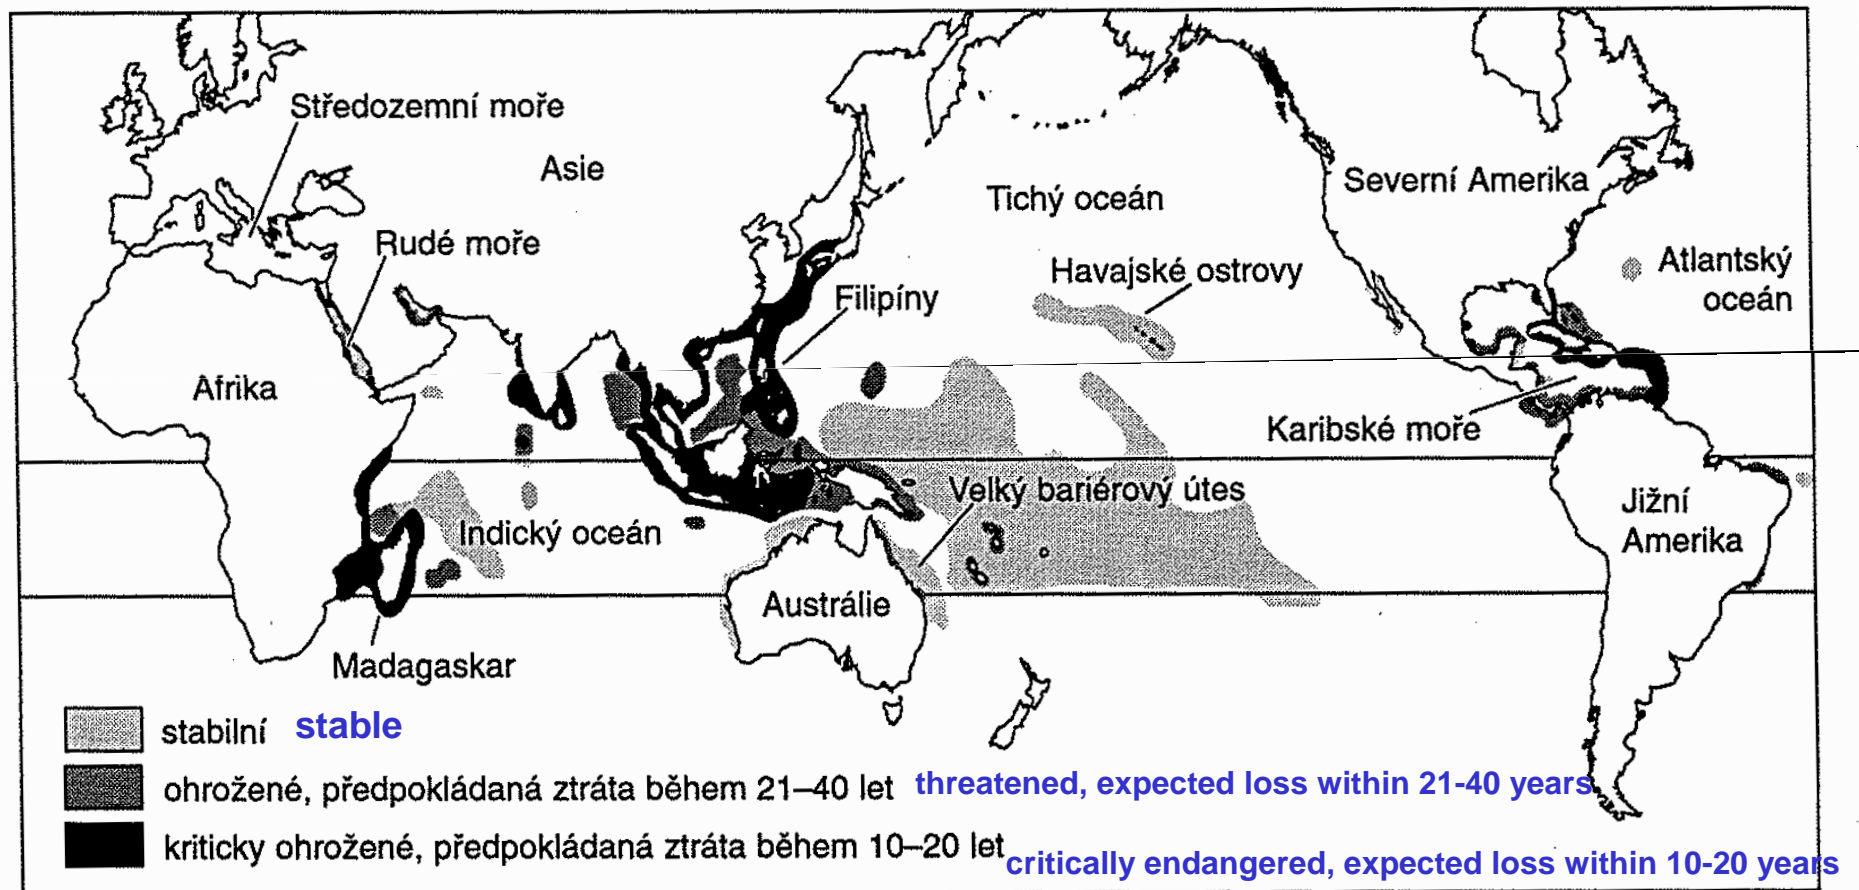 Středozemní moře
Asie
Severní Amerika
Tichý oceán
Rudé moře
Atlantský
oceán
Havajské ostrovy
Filipíny
Afrika
Karibské moře
Velký bariérový útes
Jižní
Amerika
Indický oceán
Austrálie
Madagaskar
stabilní stable
ohrožené, předpokládaná ztráta během 21–40 let threatened, expected loss within 21-40 years
kriticky ohrožené, předpokládaná ztráta během 10–20 let
critically endangered, expected loss within 10-20 years